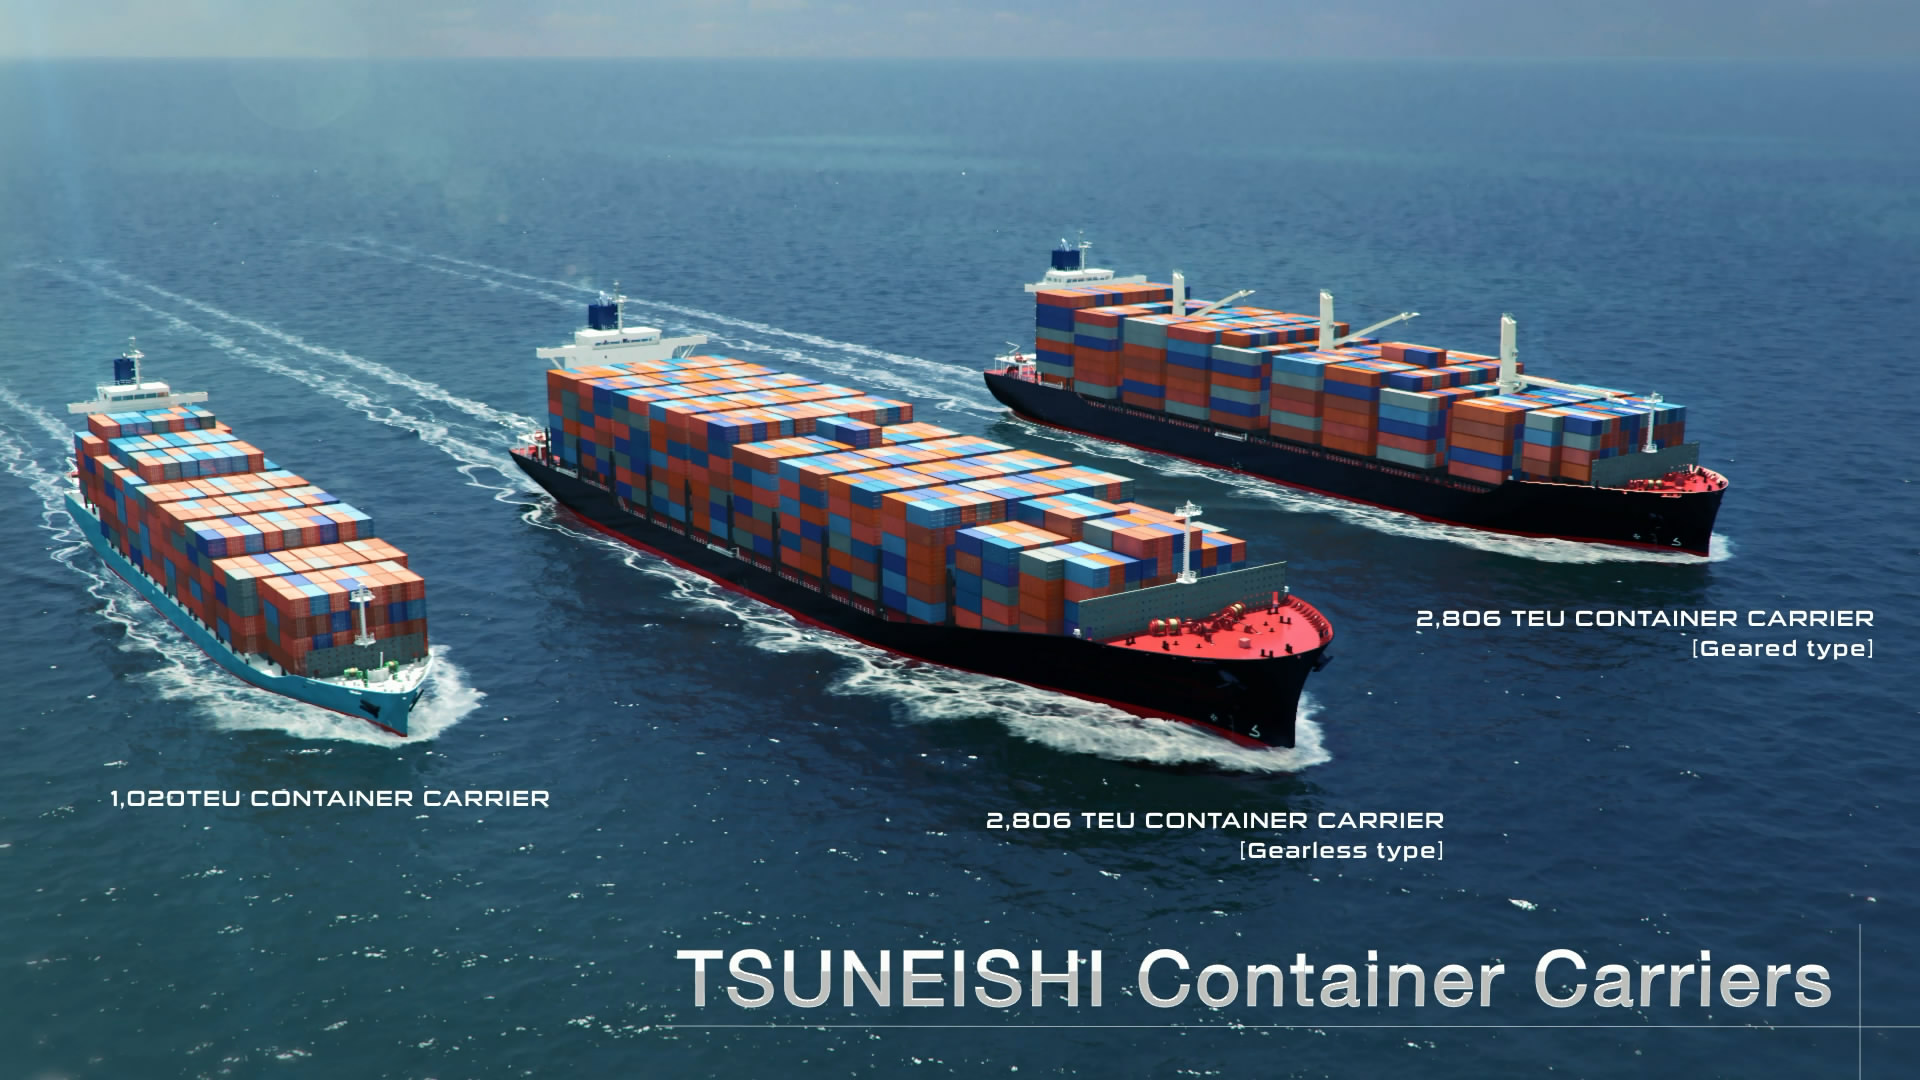 2,806 TEU CONTAINER CARRIER
[Geared type]
1,020TEU CONTAINER CARRIER
2,806 TEU CONTAINER CARRIER
[Gearless type]
TSUNEISHI Container Carriers